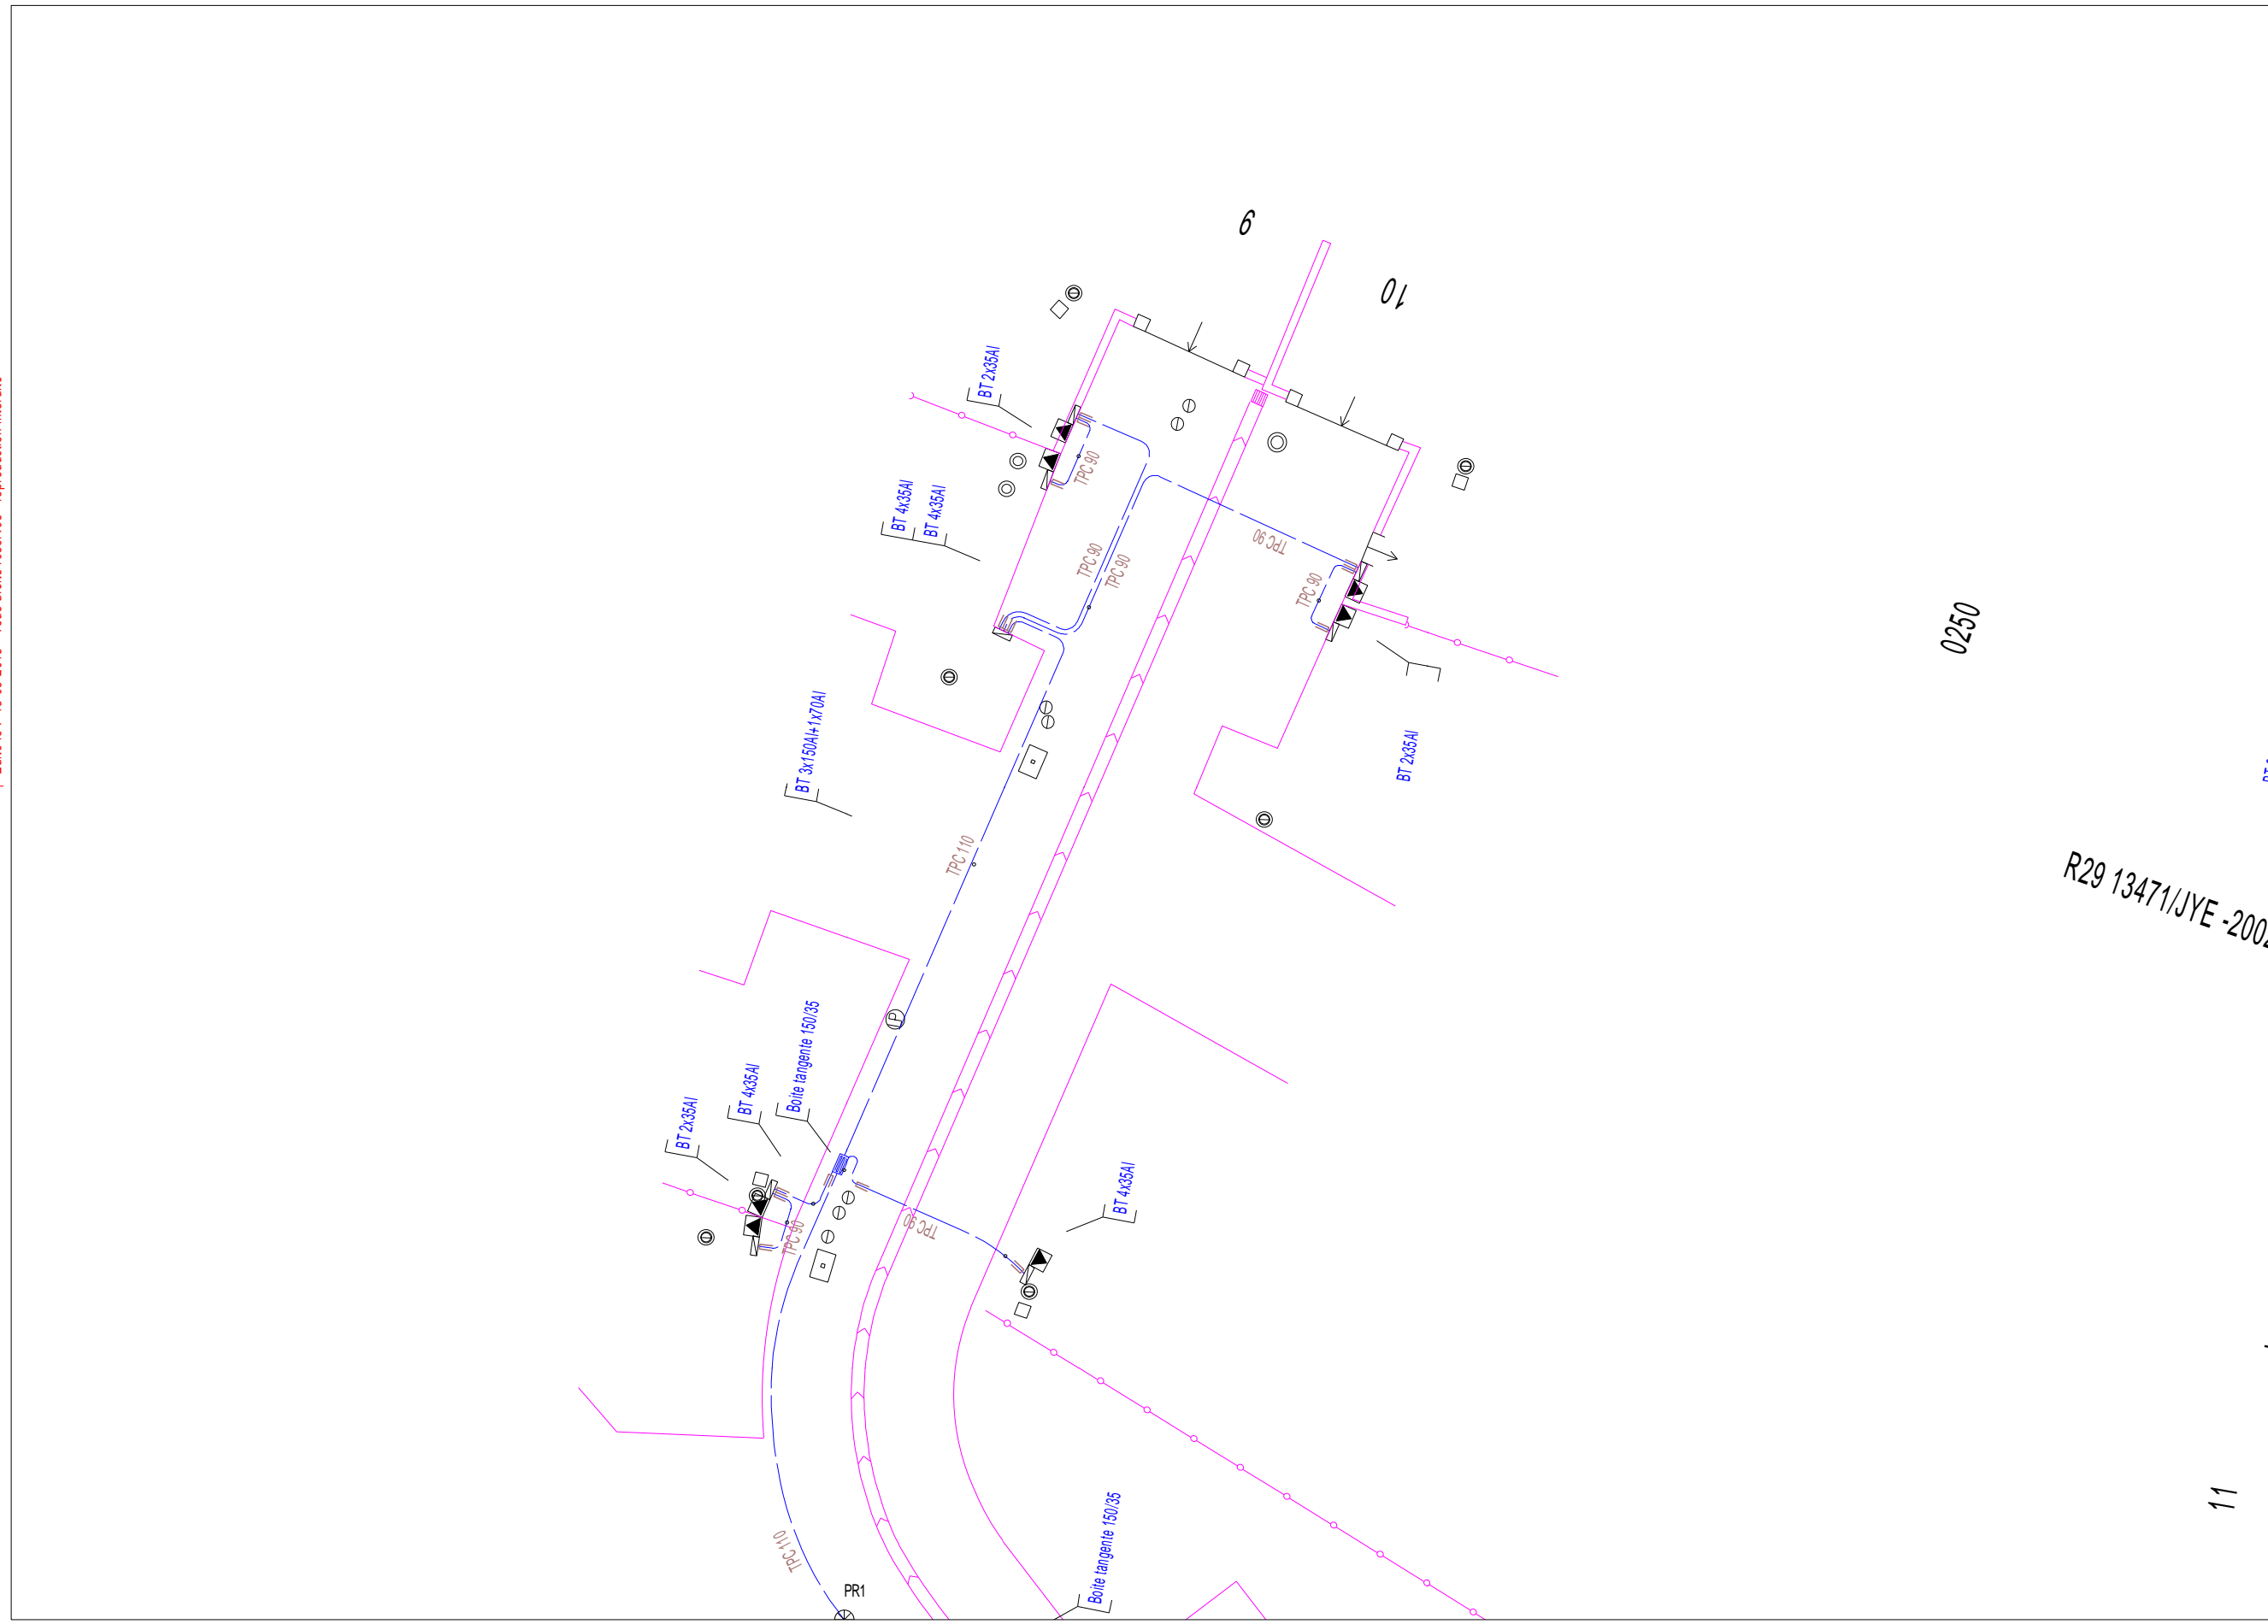 9
10
BT 2x35Al
TPC 90
BT 4x35Al
BT 4x35Al
TPC 90
TPC 90
TPC 90
TPC 90
0250
BT 3x150Al+1x70Al
BT 2x35Al
TPC 110
R29 13471/JYE -2002
LP
Boite tangente 150/35
BT 4x35Al
BT 2x35Al
BT 4x35Al
TPC 90
TPC 90
11
Boite tangente 150/35
TPC 110
PR1